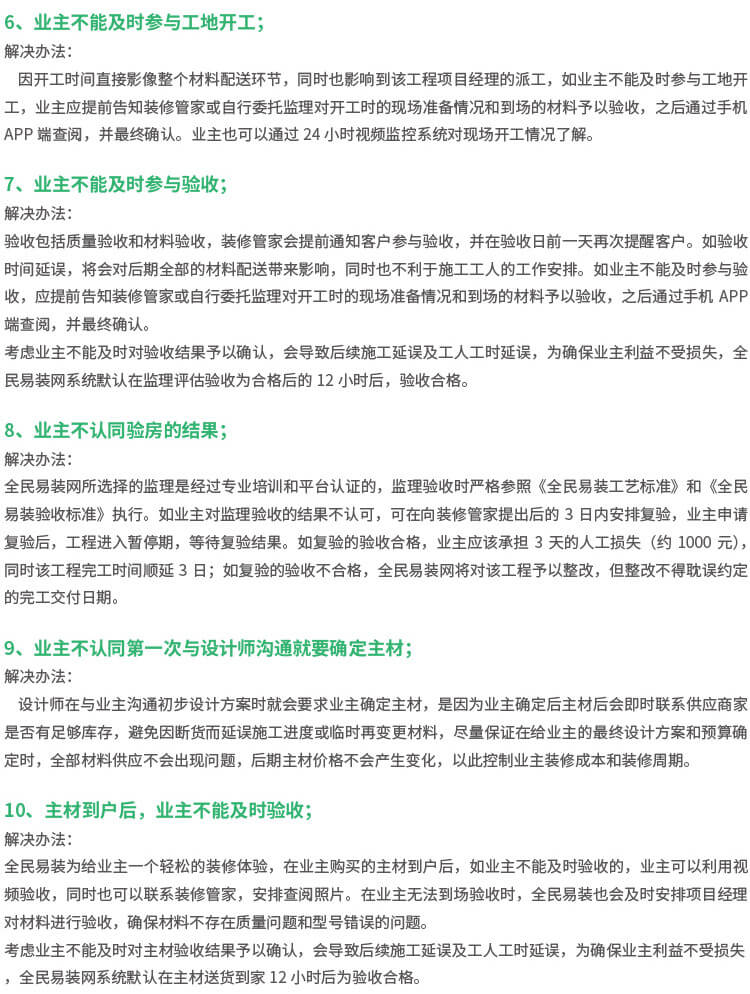 6、业主不能及时参与工地开工；
解决办法：
因开工时间直接影像整个材料配送环节，同时也影响到该工程项目经理的派工，如业主不能及时参与工地开
工，业主应提前告知装修管家或自行委托监理对开工时的现场准备情况和到场的材料予以验收，之后通过手机
APP 端查阅，并最终确认。业主也可以通过 24 小时视频监控系统对现场开工情况了解。
7、业主不能及时参与验收；
解决办法：
验收包括质量验收和材料验收，装修管家会提前通知客户参与验收，并在验收日前一天再次提醒客户。如验收
时间延误，将会对后期全部的材料配送带来影响，同时也不利于施工工人的工作安排。如业主不能及时参与验
收，应提前告知装修管家或自行委托监理对开工时的现场准备情况和到场的材料予以验收，之后通过手机 APP
端查阅，并最终确认。
考虑业主不能及时对验收结果予以确认，会导致后续施工延误及工人工时延误，为确保业主利益不受损失，全
民易装网系统默认在监理评估验收为合格后的 12 小时后，验收合格。
8、业主不认同验房的结果；
解决办法：
全民易装网所选择的监理是经过专业培训和平台认证的，监理验收时严格参照《全民易装工艺标准》和《全民
易装验收标准》执行。如业主对监理验收的结果不认可，可在向装修管家提出后的 3 日内安排复验，业主申请
复验后，工程进入暂停期，等待复验结果。如复验的验收合格，业主应该承担 3 天的人工损失（约 1000 元），
同时该工程完工时间顺延 3 日；如复验的验收不合格，全民易装网将对该工程予以整改，但整改不得耽误约定
的完工交付日期。
9、业主不认同第一次与设计师沟通就要确定主材；
解决办法：
设计师在与业主沟通初步设计方案时就会要求业主确定主材，是因为业主确定后主材后会即时联系供应商家
是否有足够库存，避免因断货而延误施工进度或临时再变更材料，尽量保证在给业主的最终设计方案和预算确
定时，全部材料供应不会出现问题，后期主材价格不会产生变化，以此控制业主装修成本和装修周期。
10、主材到户后，业主不能及时验收；
解决办法：
全民易装为给业主一个轻松的装修体验，在业主购买的主材到户后，如业主不能及时验收的，业主可以利用视
频验收，同时也可以联系装修管家，安排查阅照片。在业主无法到场验收时，全民易装也会及时安排项目经理
对材料进行验收，确保材料不存在质量问题和型号错误的问题。
考虑业主不能及时对主材验收结果予以确认，会导致后续施工延误及工人工时延误，为确保业主利益不受损失
，全民易装网系统默认在主材送货到家 12 小时后为验收合格。